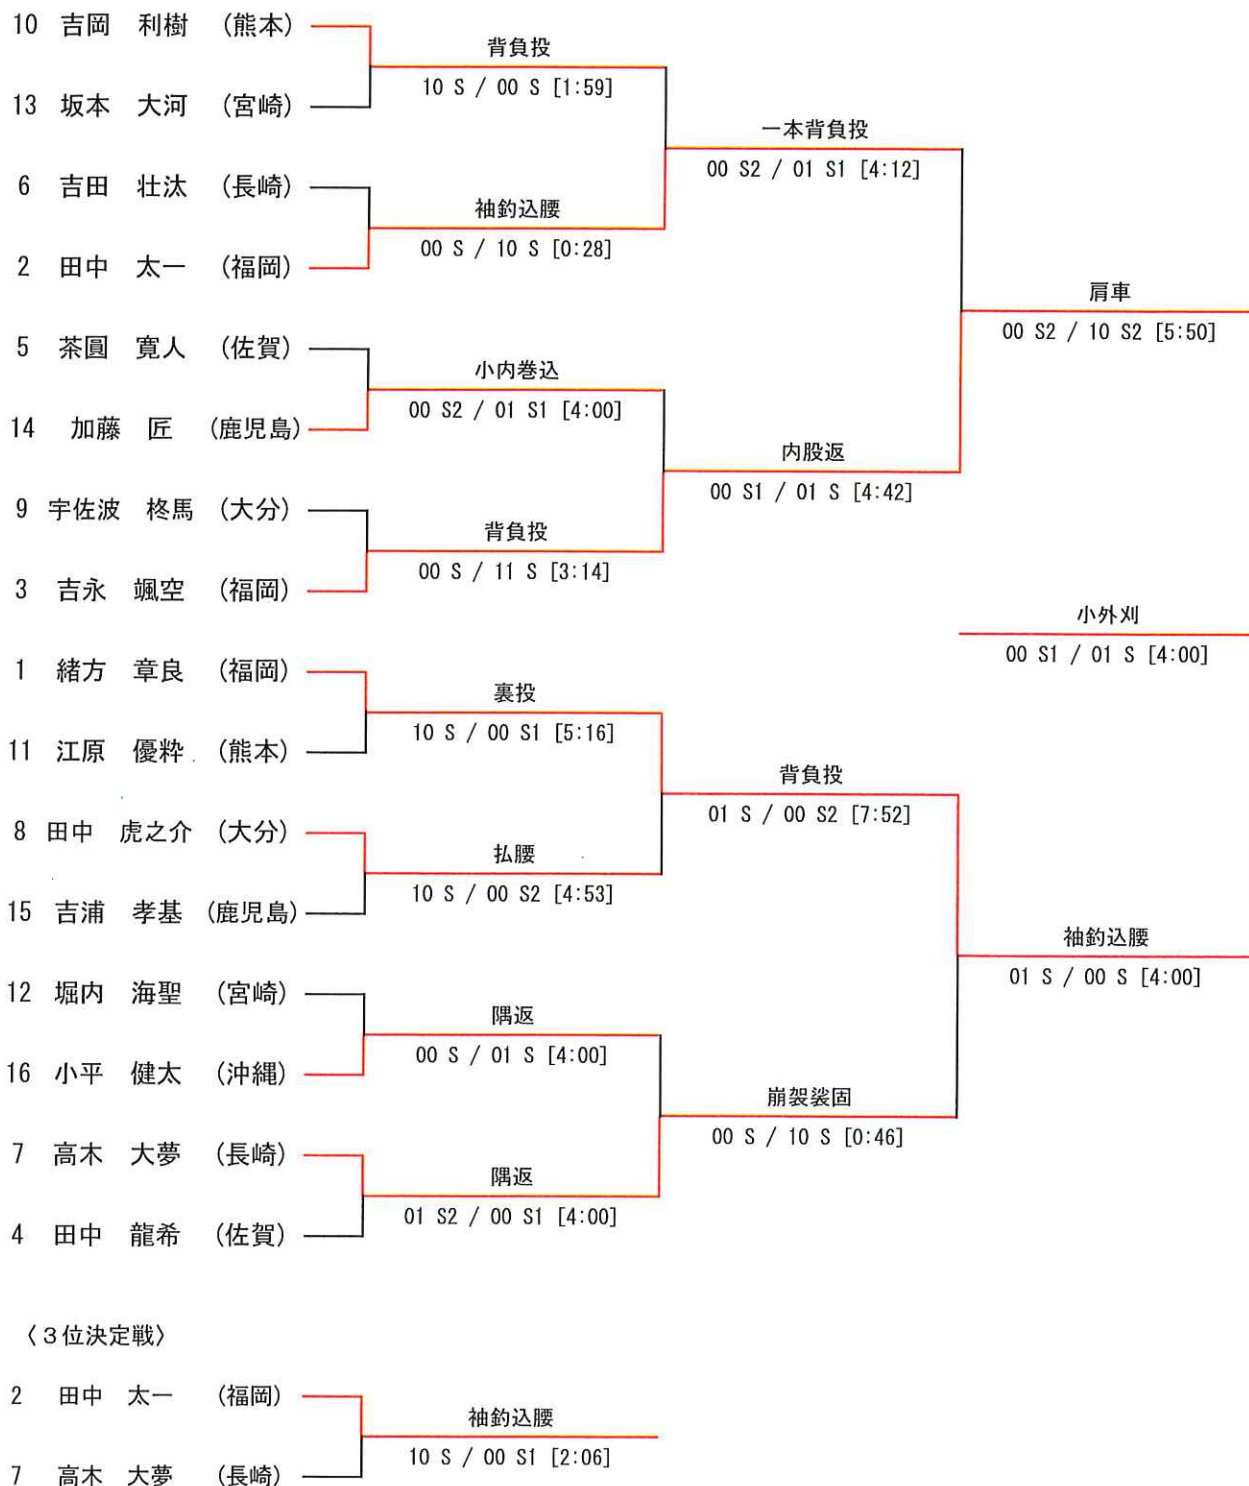 10 吉岡 利樹 (熊本)
背負投
10 S / 00 S [1:59]
13 坂本 大河 (宮崎)
一本背負投
00 S2 / 01 S1 [4:12]
6 吉田 壮汰 (長崎)
袖釣込腰
00 S / 10 S [0:28]
2 田中 太一 (福岡)
肩車
00 S2 / 10 S2 [5:50]
5 茶圓 寛人 (佐賀)
小内巻込
00 S2 / 01 S1 [4:00]
14 加藤 匠 (鹿児島)
内股返
00 S1 / 01 S [4:42]
9 宇佐波 柊馬 (大分)
背負投
00 S / 11 S [3:14]
3 吉永 颯空 (福岡)
小外刈
00 S1 / 01 S [4:00]
1 緒方 章良 (福岡)
裏投
10 S / 00 S1 [5:16]
11 江原 優粋 (熊本)
背負投
01 S / 00 S2 [7:52]
8 田中 虎之介 (大分)
払腰
10 S / 00 S2 [4:53]
15 吉浦 孝基 (鹿児島)
袖釣込腰
01 S / 00 S [4:00]
12 堀内 海聖 (宮崎)
隅返
00 S / 01 S [4:00]
16 小平 健太 (沖縄)
崩袈裟固
00 S / 10 S [0:46]
7 高木 大夢 (長崎)
隅返
01 S2 / 00 S1 [4:00]
4 田中 龍希 (佐賀)
〈3位決定戦〉
2 田中 太一 (福岡)
袖釣込腰
10 S / 00 S1 [2:06]
7 高木 大夢 (長崎)